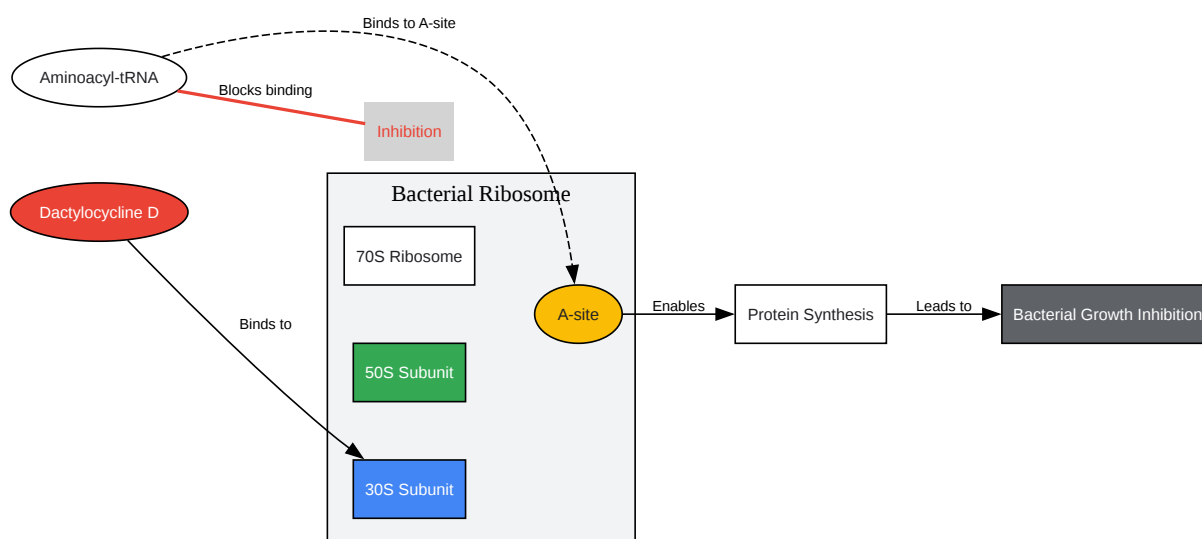 Binds to A-site
Aminoacyl-tRNA
Blocks binding
Inhibition
Bacterial Ribosome
Dactylocycline D
70S Ribosome
Binds to
A-site
Enables
Protein Synthesis
Leads to
Bacterial Growth Inhibition
50S Subunit
30S Subunit